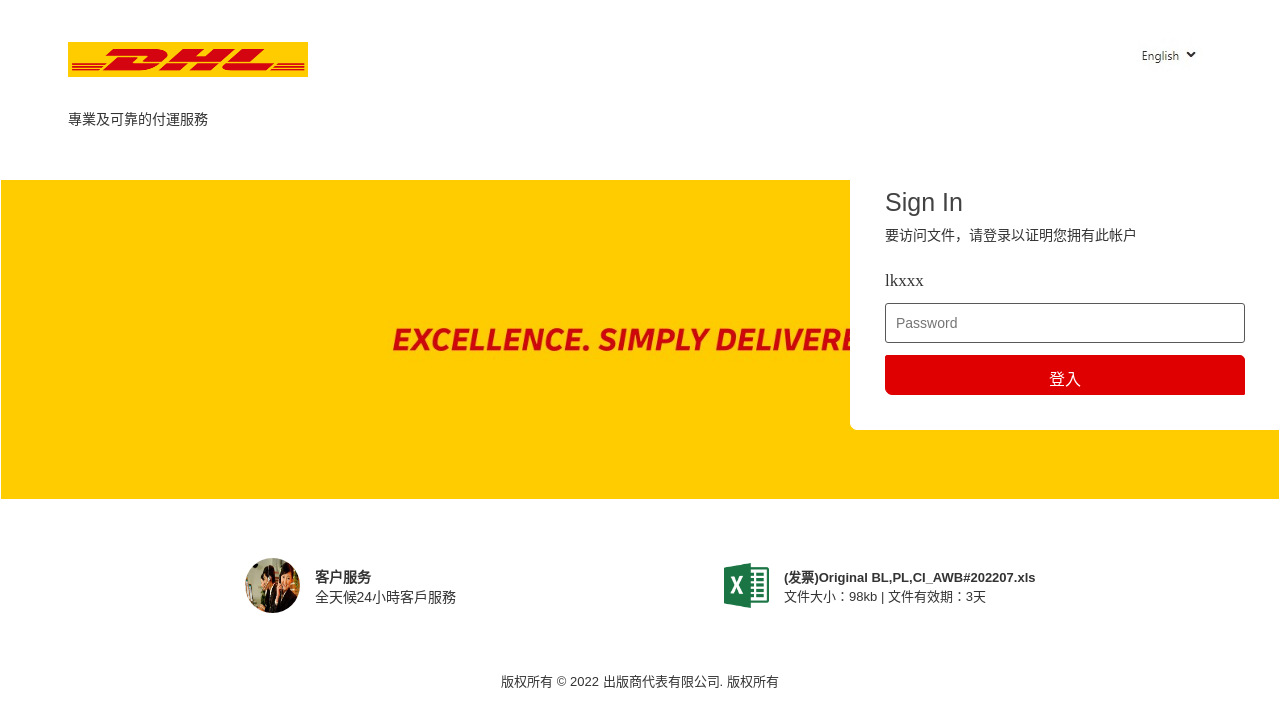 DHL
English
專業及可靠的付運服務
Sign In
要访问文件，请登录以证明您拥有此帐户
lkxxx
EXCELLENCE. SIMPLY DELIVERE
Password
登入
客户服务
全天候24小時客戶服務
(发票)Original BL,PL,CI_AWB#202207.xls
文件大小：98kb | 文件有效期：3天
版权所有 © 2022 出版商代表有限公司. 版权所有